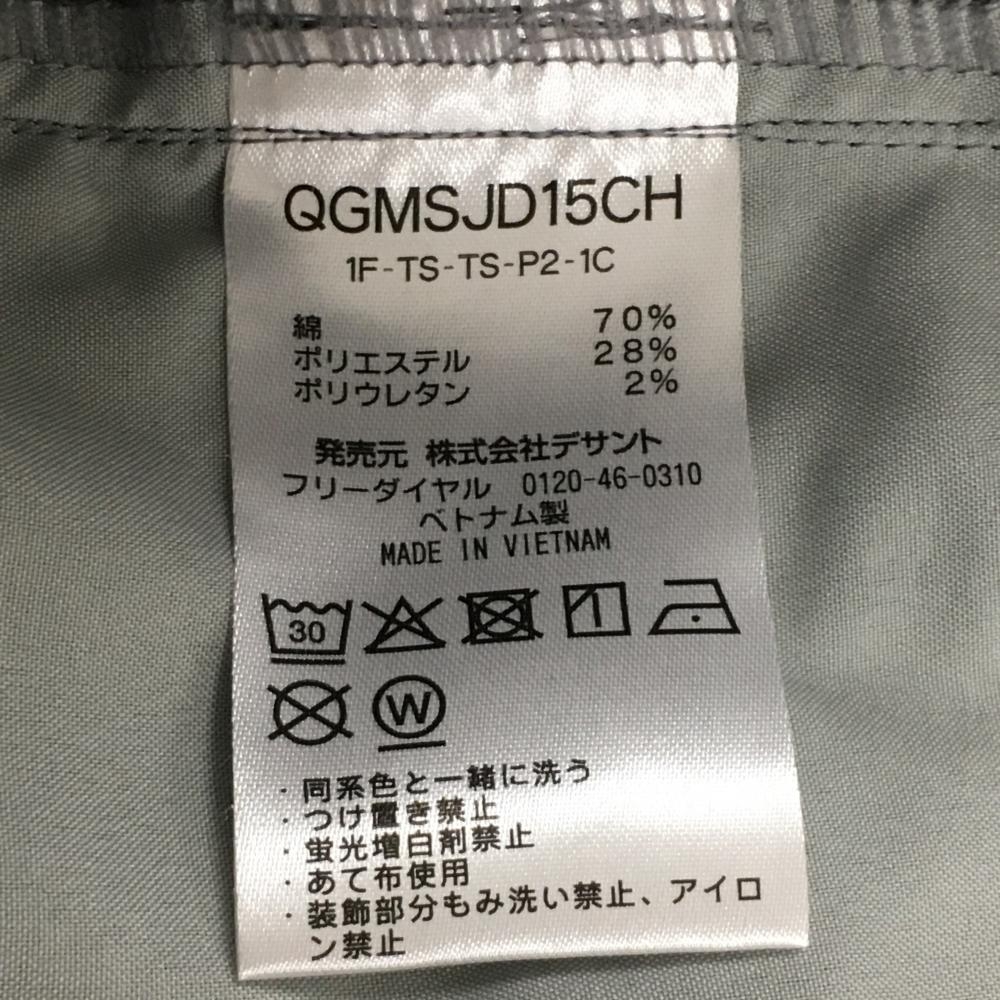 QGMSJD15CH
1F-TS-TS-P2-1C
綿 70%
ポリエステル 28%
ポリウレタン 2%
発売元 株式会社デサント
フリーダイヤル 0120-46-0310
ベトナム製
MADE IN VIETNAM
30
W
・同系色と一緒に洗う
・つけ置き禁止
・蛍光増白剤禁止
・あて布使用
・装飾部分もみ洗い禁止、アイロ
ン禁止